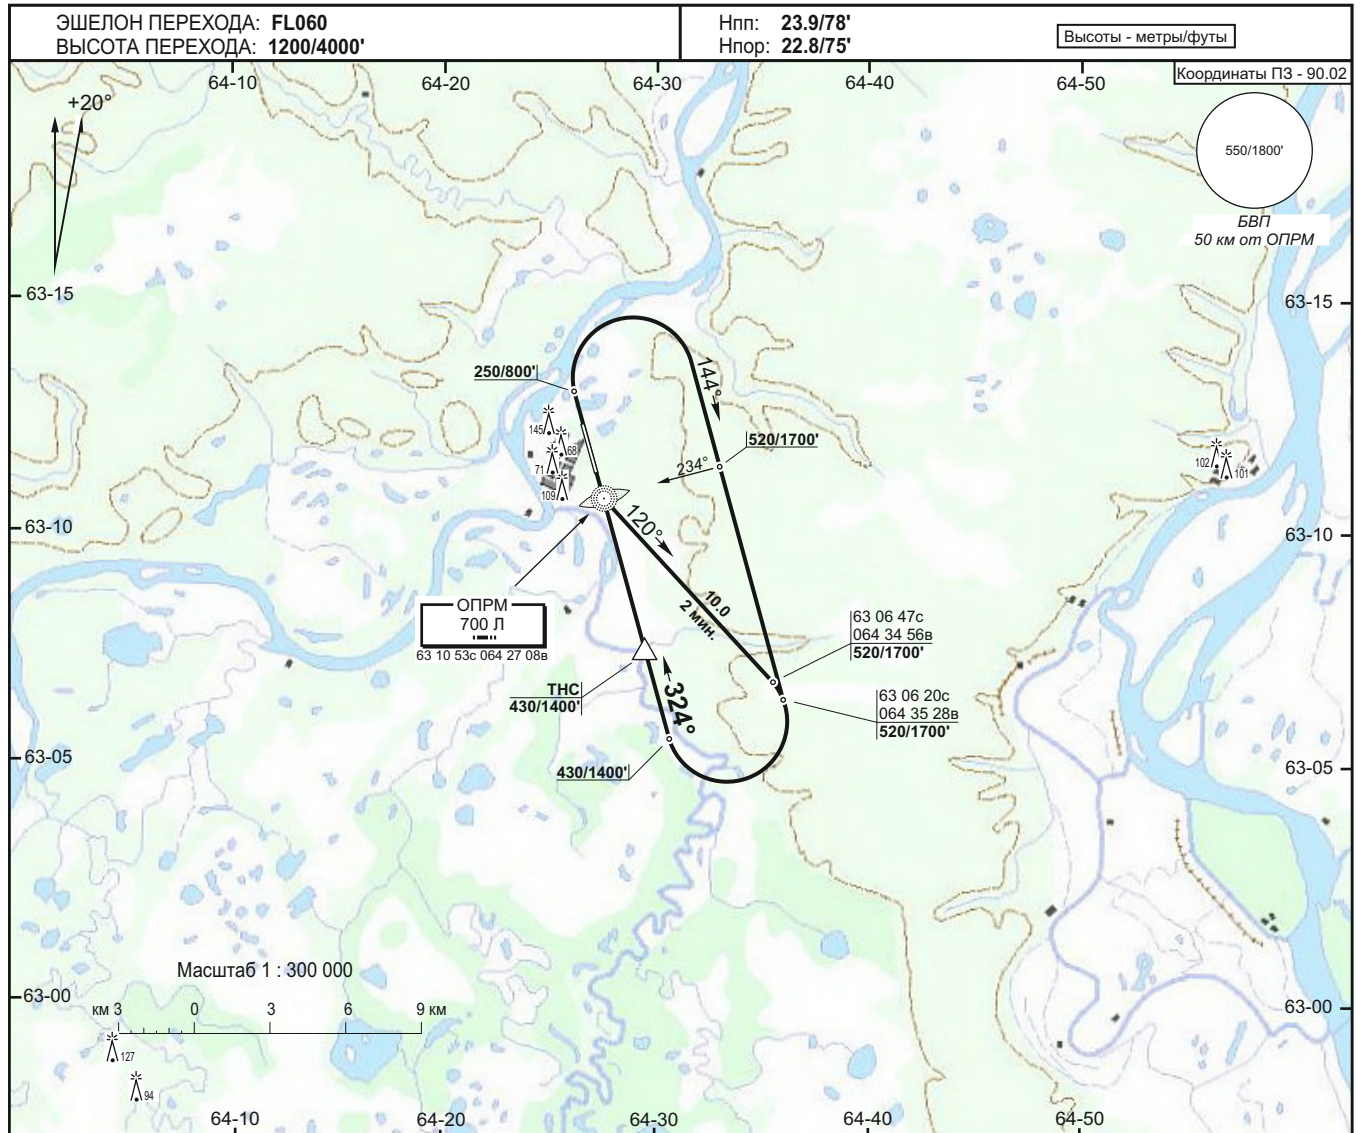 ЭШЕЛОН ПЕРЕХОДА: FL060
ВЫСОТА ПЕРЕХОДА: 1200/4000'
Нпп: 23.9/78'
Нпор: 22.8/75'
Высоты - метры/футы
Координаты ПЗ - 90.02
64-10
64-20
64-30
64-40
64-50
+20°
550/1800'
БВП
50 км от ОПРМ
63-15
63-15
250/800'
144°
145
68
71
109
520/1700'
234°
102
101
63-10
63-10
120°
ОПРМ
700 Л
63 10 53с 064 27 08в
10.0
2 мин.
63 06 47с
064 34 56в
520/1700'
ТНС
430/1400'
324°
63 06 20с
064 35 28в
520/1700'
63-05
63-05
430/1400'
Масштаб 1 : 300 000
63-00
63-00
км 3 0 3 6 9 км
127
94
64-10
64-20
64-30
64-40
64-50